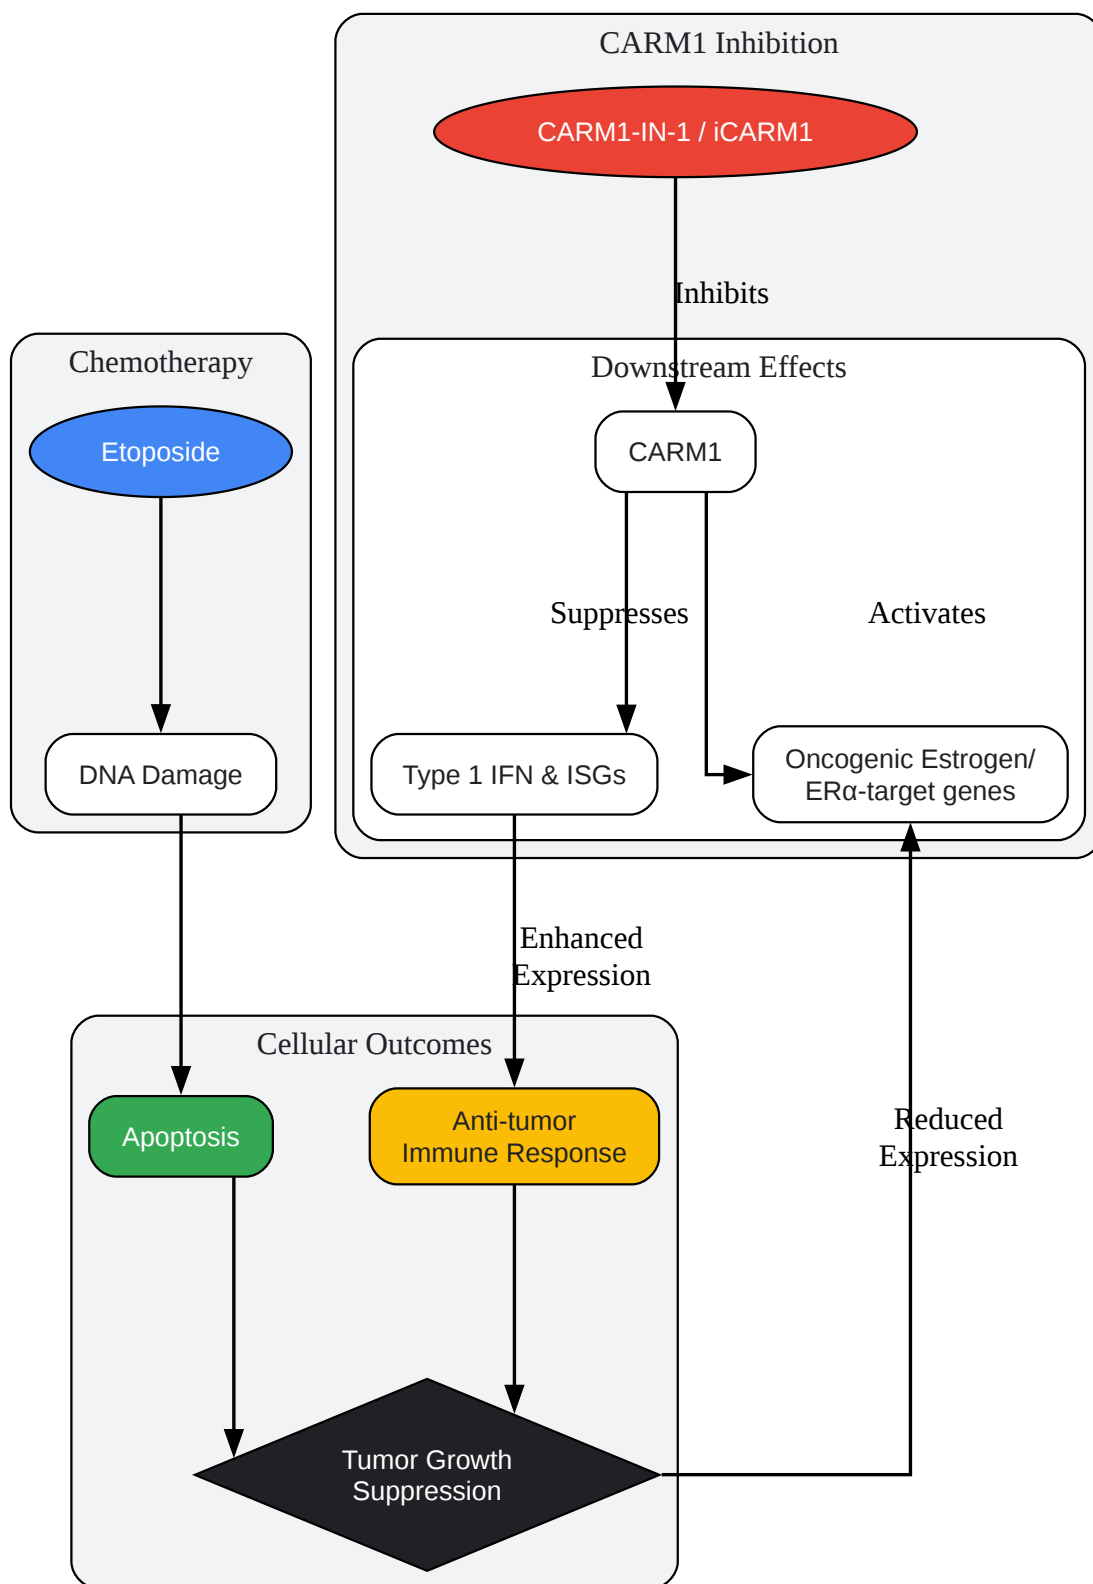 CARM1 Inhibition
CARM1-IN-1 / iCARM1
Inhibits
Chemotherapy
Downstream Effects
Etoposide
CARM1
Suppresses
Activates
DNA Damage
Type 1 IFN & ISGs
Oncogenic Estrogen/
ERα-target genes
Enhanced
Expression
Cellular Outcomes
Apoptosis
Anti-tumor
Immune Response
Reduced
Expression
Tumor Growth
Suppression